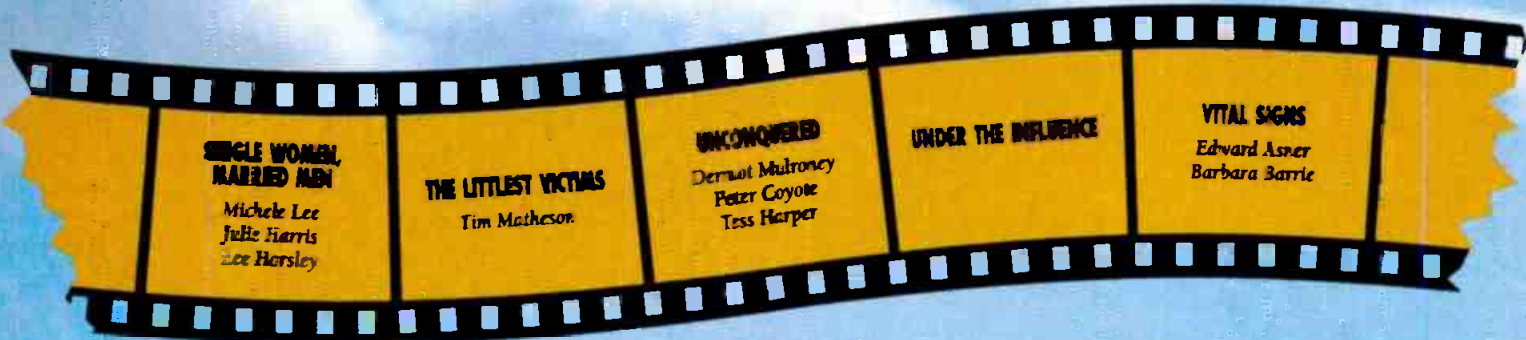 SINGLE WOMEN,
MARRIED MEN
Michele Lee
Julie Harris
Lee Horsley
THE LITTLEST VICTIMS
Tim Matheson
UNCONQUERED
Dermot Mulroney
Peter Coyote
Tess Harper
UNDER THE INFLUENCE
VITAL SIGNS
Edward Asner
Barbara Barrie